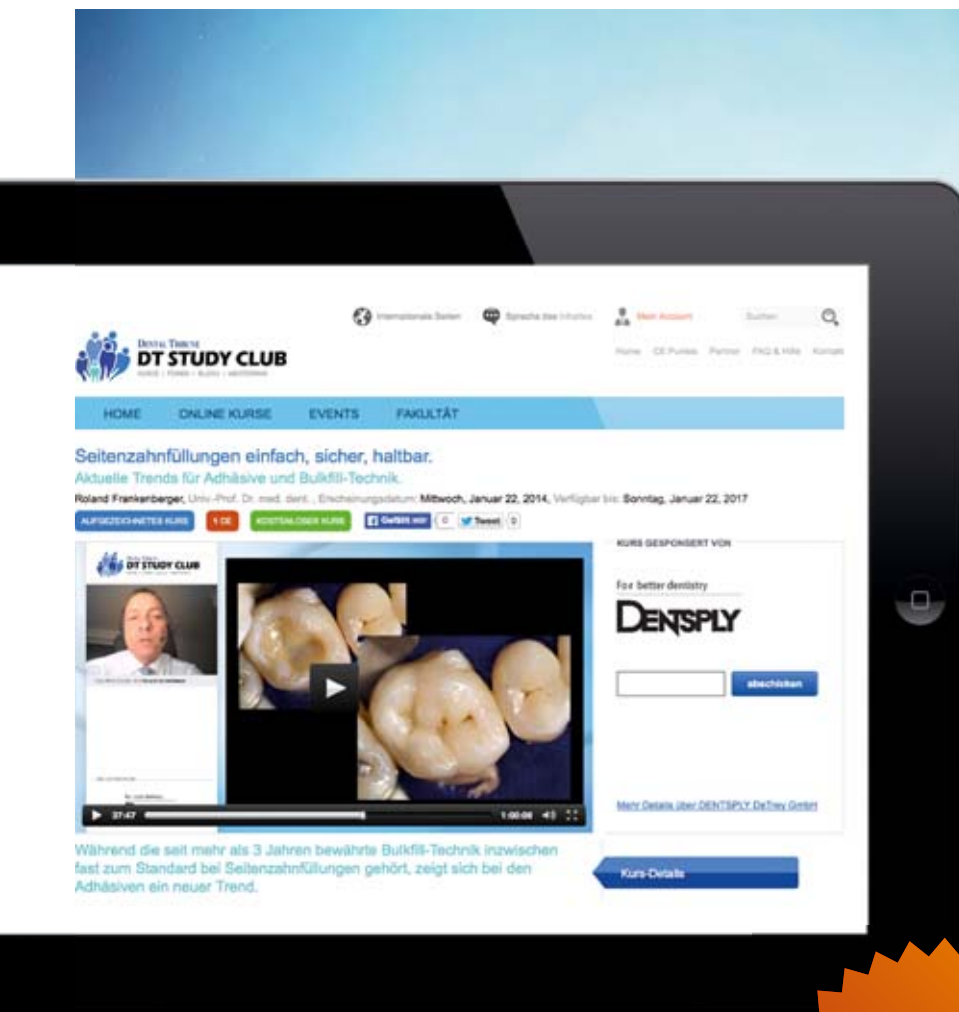 Internationale Seiten
Sprache des Inhaltes
Mein Account
Suchen
DENTAL TRIBUNE
DT STUDY CLUB
Home CE Punkte Partner FAQ & Hilfe Kontakt
HOME ONLINE KURSE EVENTS FAKULTÄT
Seitenzahnfüllungen einfach, sicher, haltbar.
Aktuelle Trends für Adhäsive und Bulkfill-Technik.
Roland Frankenberger, Univ.-Prof. Dr. med. dent. , Erscheinungsdatum: Mittwoch, Januar 22, 2014, Verfügbar bis: Sonntag, Januar 22, 2017
AUFGEZEICHNETER KURS 1 CE KOSTENLOSER KURS Gefällt mir 0 Tweet 0
DENTAL TRIBUNE
DT STUDY CLUB
37:47 1:00:08
KURS GESPONSERT VON
For better dentistry
DENTSPLY
abschicken
Mehr Details über DENTSPLY DeTrey GmbH
Während die seit mehr als 3 Jahren bewährte Bulkfill-Technik inzwischen
fast zum Standard bei Seitenzahnfüllungen gehört, zeigt sich bei den
Adhäsiven ein neuer Trend.
Kurs-Details